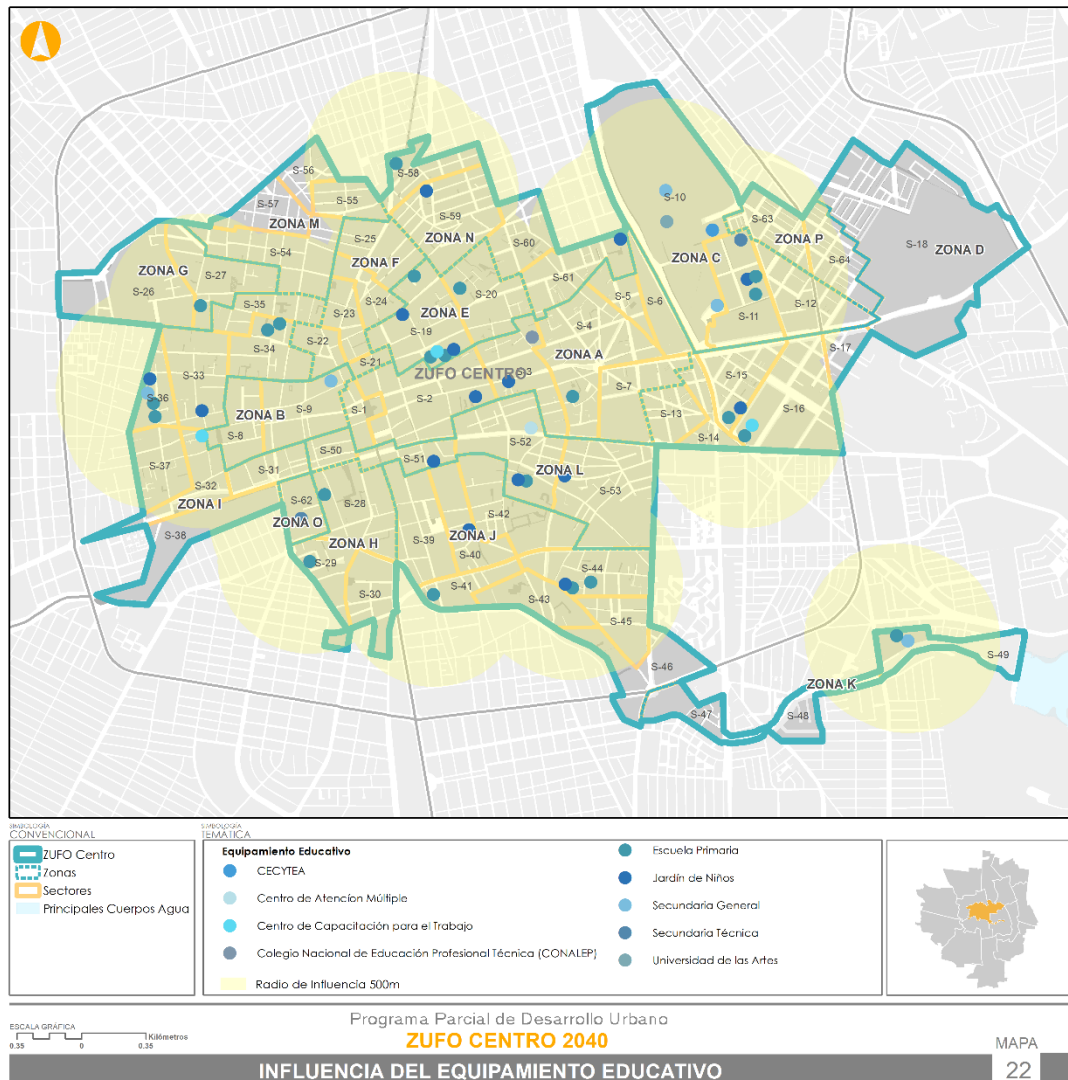 S-56
S-58
S-57
S-55
S-10
ZONA M
S-59
S-63
S-25
ZONA N
ZONA P
S-54
S-60
ZONA C
S-18
ZONA D
ZONA G
S-27
ZONA F
S-64
S-61
S-26
S-24
S-20
S-5
S-6
S-12
S-35
S-23
ZONA E
S-11
S-19
S-4
S-34
S-22
S-17
S-21
ZONA A
S-33
ZUFO CENTRO
S-3
S-15
S-7
S-36
S-2
S-16
ZONA B
S-9
S-1
S-13
S-8
S-14
S-52
S-50
S-51
S-37
S-31
ZONA L
S-32
S-53
ZONA I
S-62
S-28
S-42
ZONA O
S-38
S-39
ZONA J
ZONA H
S-40
S-29
S-44
S-41
S-30
S-43
S-45
S-49
S-46
ZONA K
S-47
S-48
SIMBOLOGÍA
CONVENCIONAL
ZUFO Centro
Zonas
Sectores
Principales Cuerpos Agua
SIMBOLOGÍA
TEMATICA
Equipamiento Educativo
CECYTEA
Centro de Atención Múltiple
Centro de Capacitación para el Trabajo
Colegio Nacional de Educación Profesional Técnica (CONALEP)
Radio de Influencia 500m
Escuela Primaria
Jardín de Niños
Secundaria General
Secundaria Técnica
Universidad de las Artes
ESCALA GRÁFICA
Kilómetros
0.35 0 0.35
Programa Parcial de Desarrollo Urbano
ZUFO CENTRO 2040
INFLUENCIA DEL EQUIPAMIENTO EDUCATIVO
MAPA
22